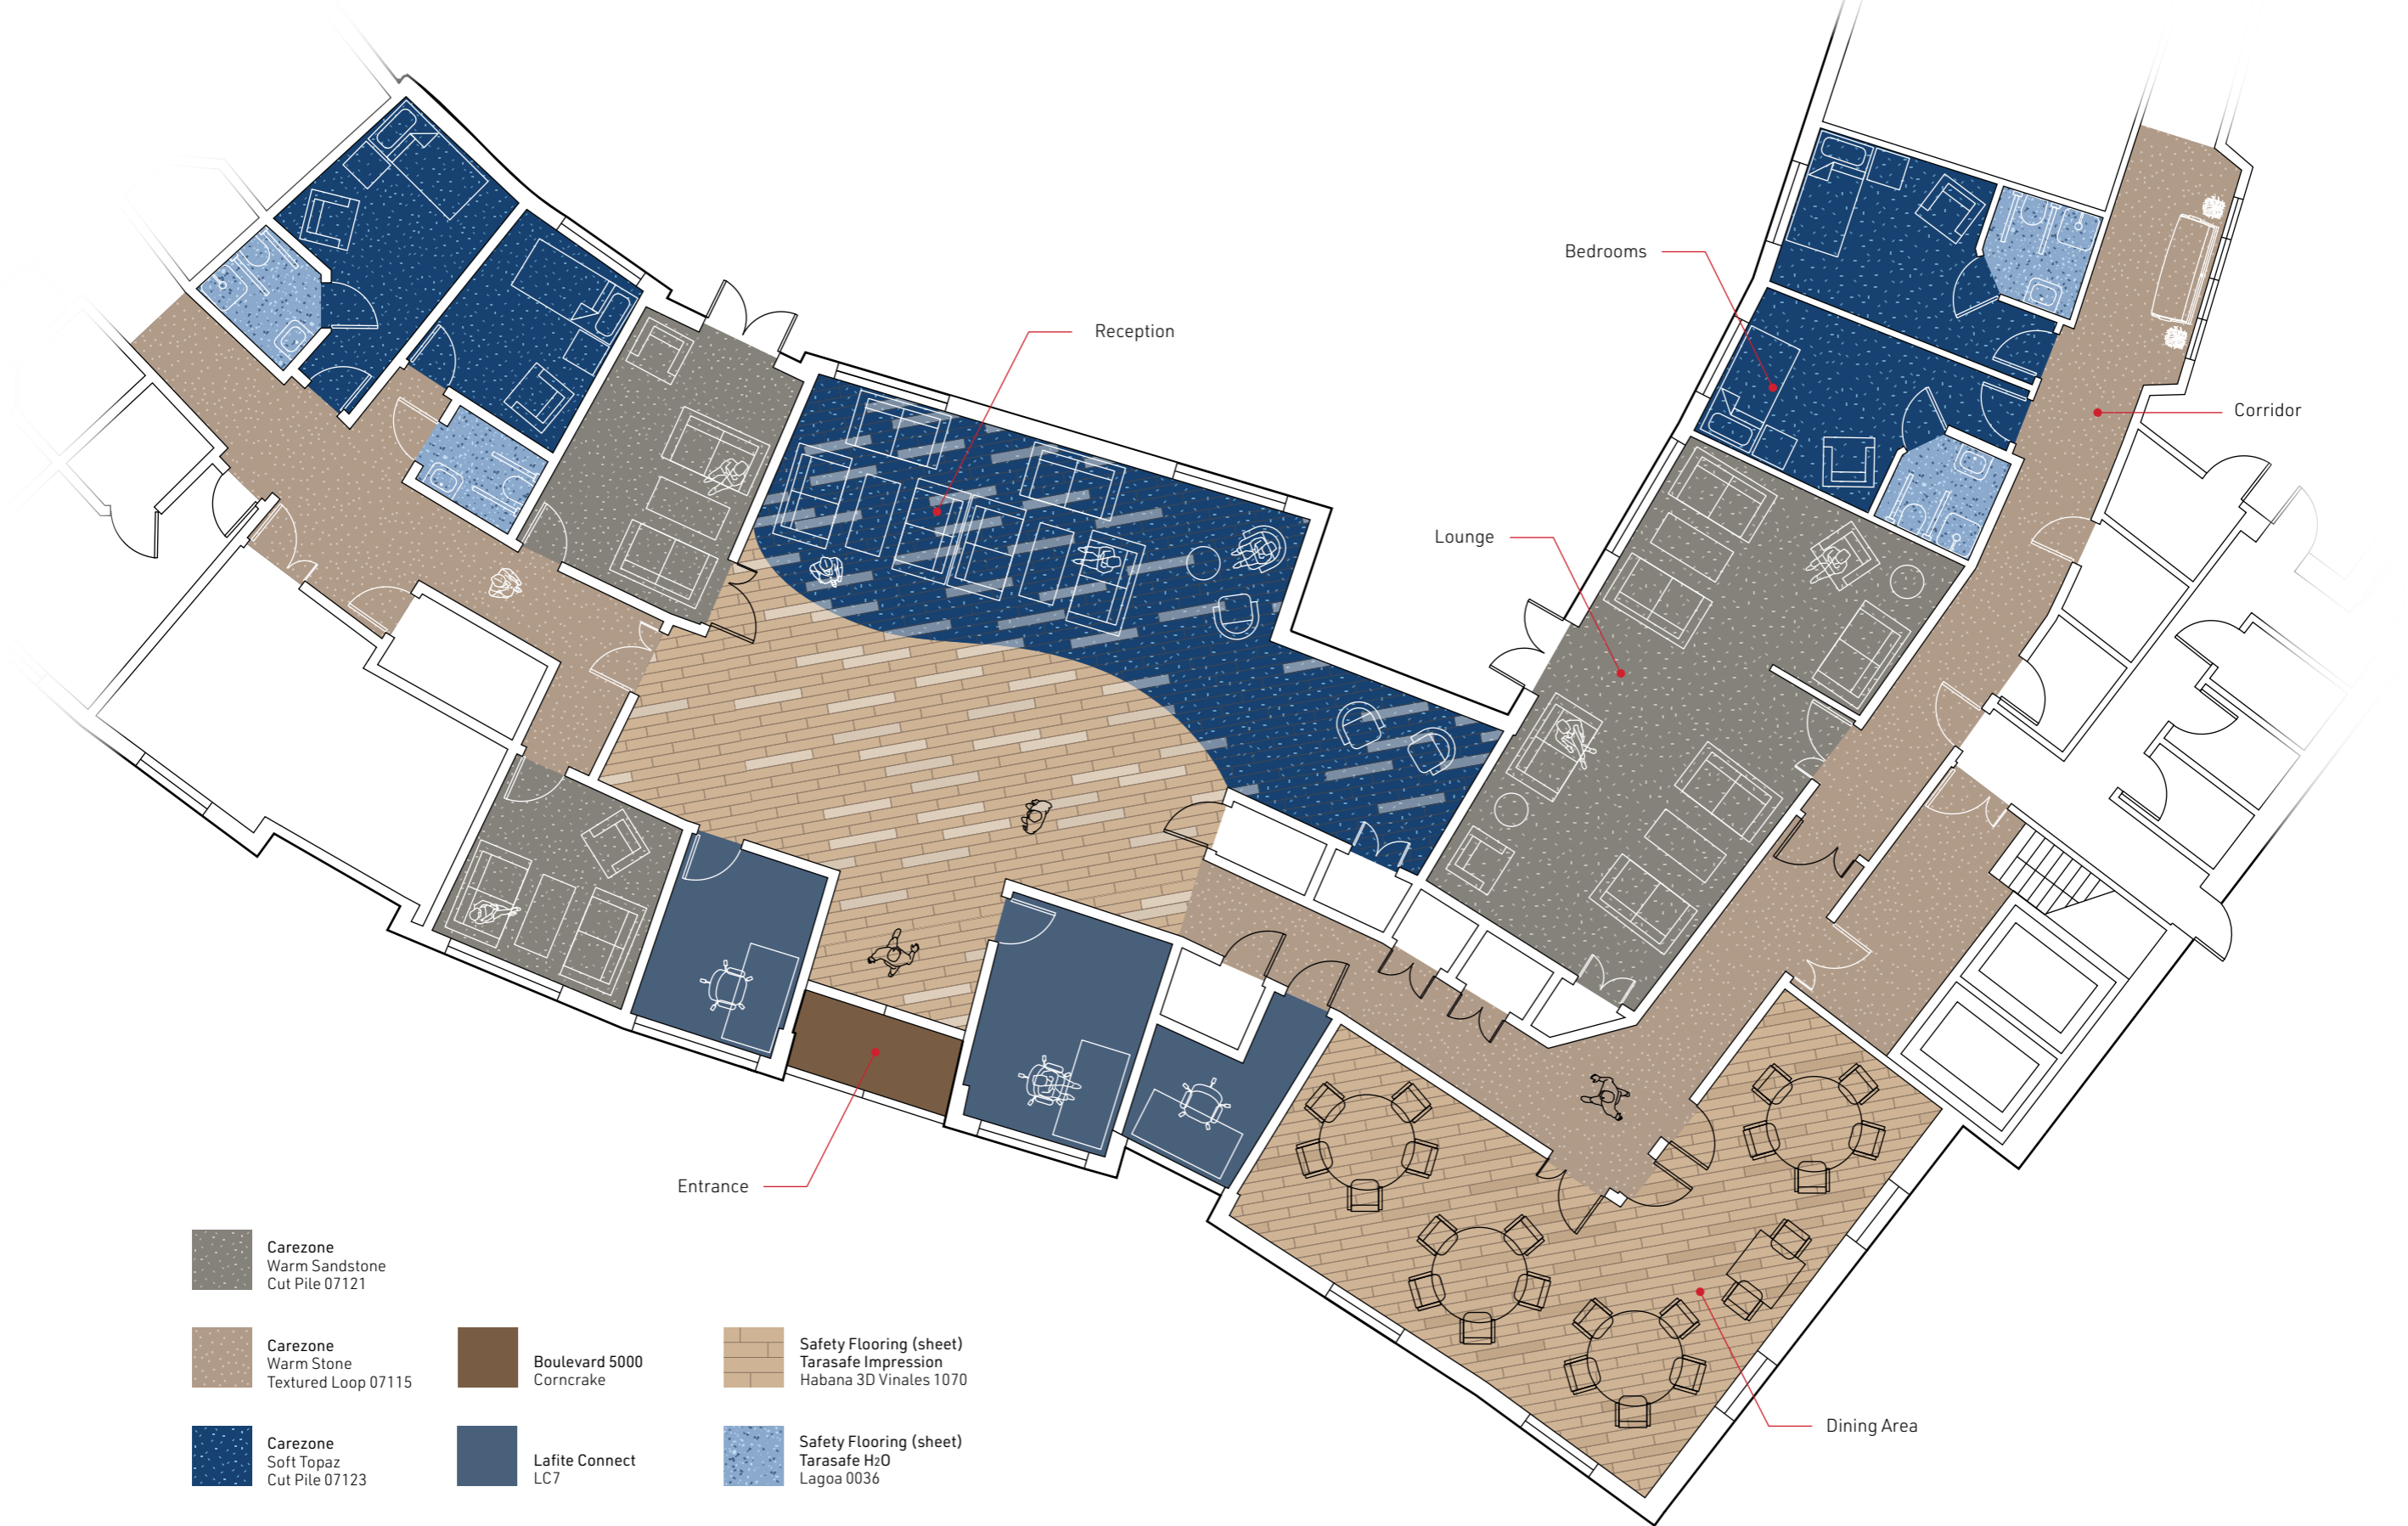 Bedrooms
Reception
Corridor
Lounge
Entrance
Dining Area
Carezone
Warm Sandstone
Cut Pile 07121
Carezone
Warm Stone
Textured Loop 07115
Boulevard 5000
Corncrake
Safety Flooring (sheet)
Tarasafe Impression
Habana 3D Vinales 1070
Carezone
Soft Topaz
Cut Pile 07123
Lafite Connect
LC7
Safety Flooring (sheet)
Tarasafe H2O
Lagoa 0036